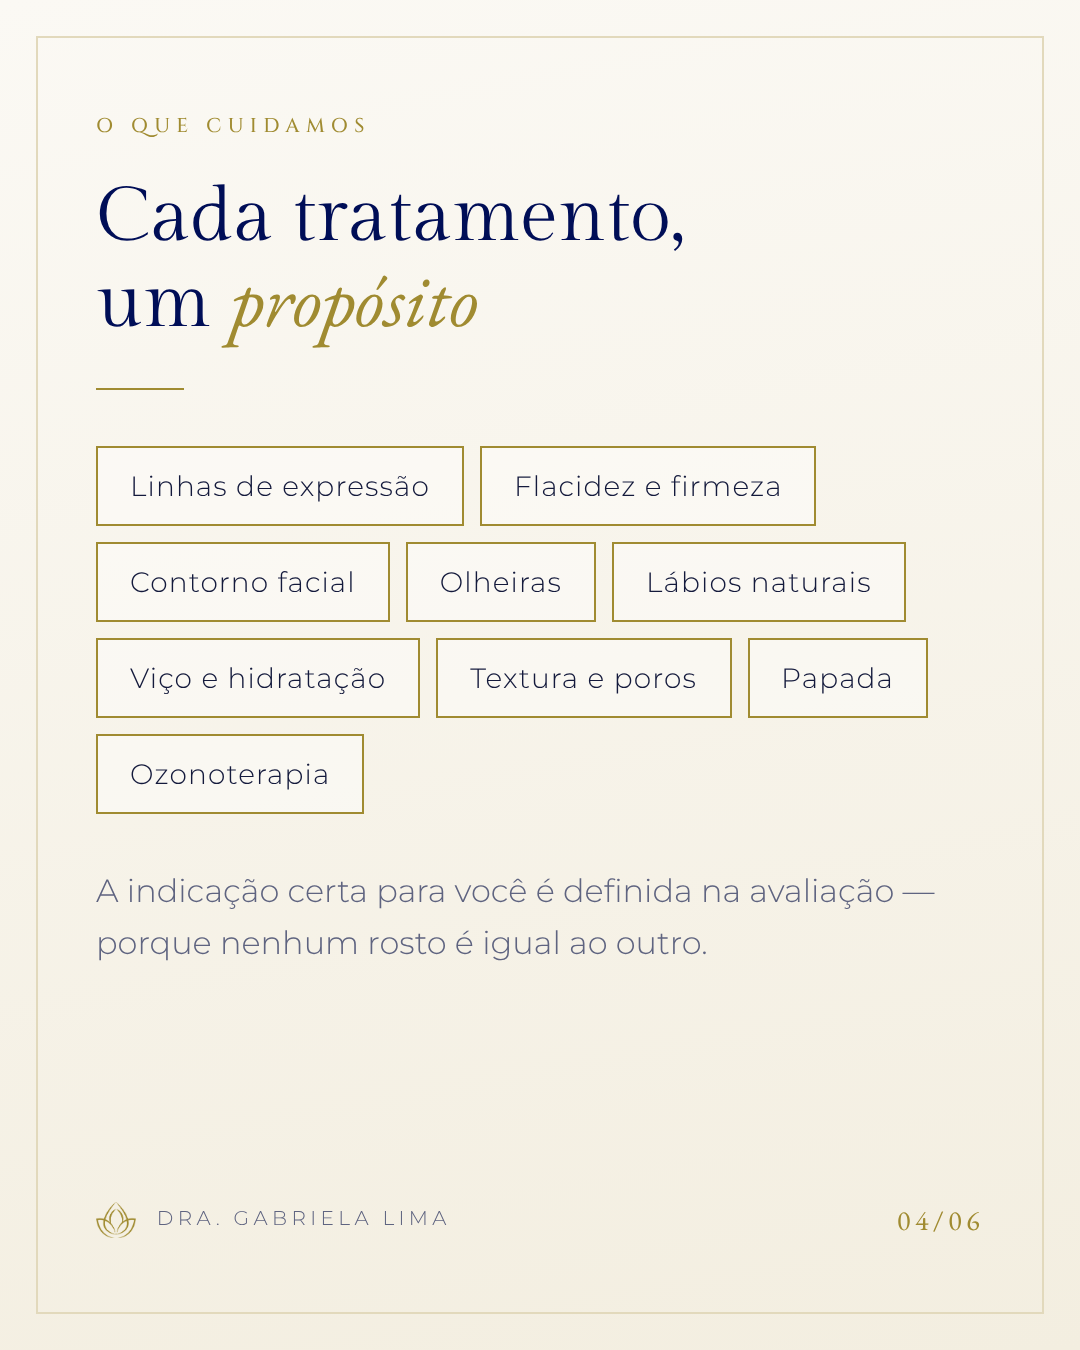 O QUE CUIDAMOS
Cada tratamento,
um propósito
Linhas de expressão
Flacidez e firmeza
Contorno facial
Olheiras
Lábios naturais
Viço e hidratação
Textura e poros
Papada
Ozonoterapia
A indicação certa para você é definida na avaliação —
porque nenhum rosto é igual ao outro.
DRA. GABRIELA LIMA
04/06